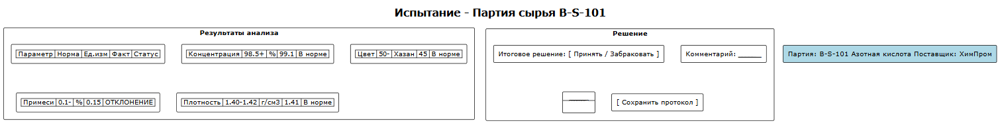 Испытание - Партия сырья B-S-101
Результаты анализа
Параметр Норма Ед.изм Факт Статус
Концентрация 98.5+ % 99.1 В норме
Цвет 50- Хазан 45 В норме
Примеси 0.1- % 0.15 ОТКЛОНЕНИЕ
Плотность 1.40-1.42 г/см3 1.41 В норме
Решение
Итоговое решение: [ Принять / Забраковать ]
Комментарий: ______
______
[ Сохранить протокол ]
Партия: B-S-101 Азотная кислота Поставщик: ХимПром